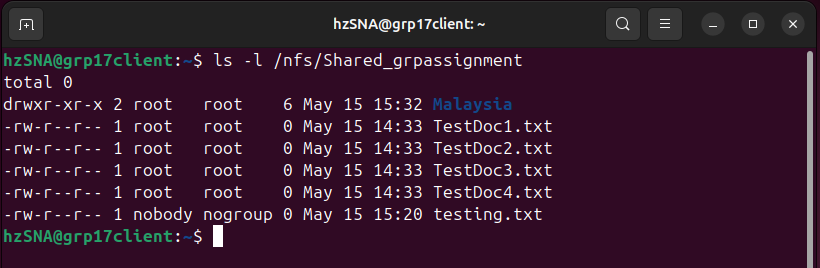 hzSNA@grp17client: ~
hzSNA@grp17client:~$ ls -l /nfs/Shared_grpassignment
total 0
drwxr-xr-x 2 root   root    6 May 15 15:32 Malaysia
-rw-r--r-- 1 root   root    0 May 15 14:33 TestDoc1.txt
-rw-r--r-- 1 root   root    0 May 15 14:33 TestDoc2.txt
-rw-r--r-- 1 root   root    0 May 15 14:33 TestDoc3.txt
-rw-r--r-- 1 root   root    0 May 15 14:33 TestDoc4.txt
-rw-r--r-- 1 nobody nogroup 0 May 15 15:20 testing.txt
hzSNA@grp17client:~$